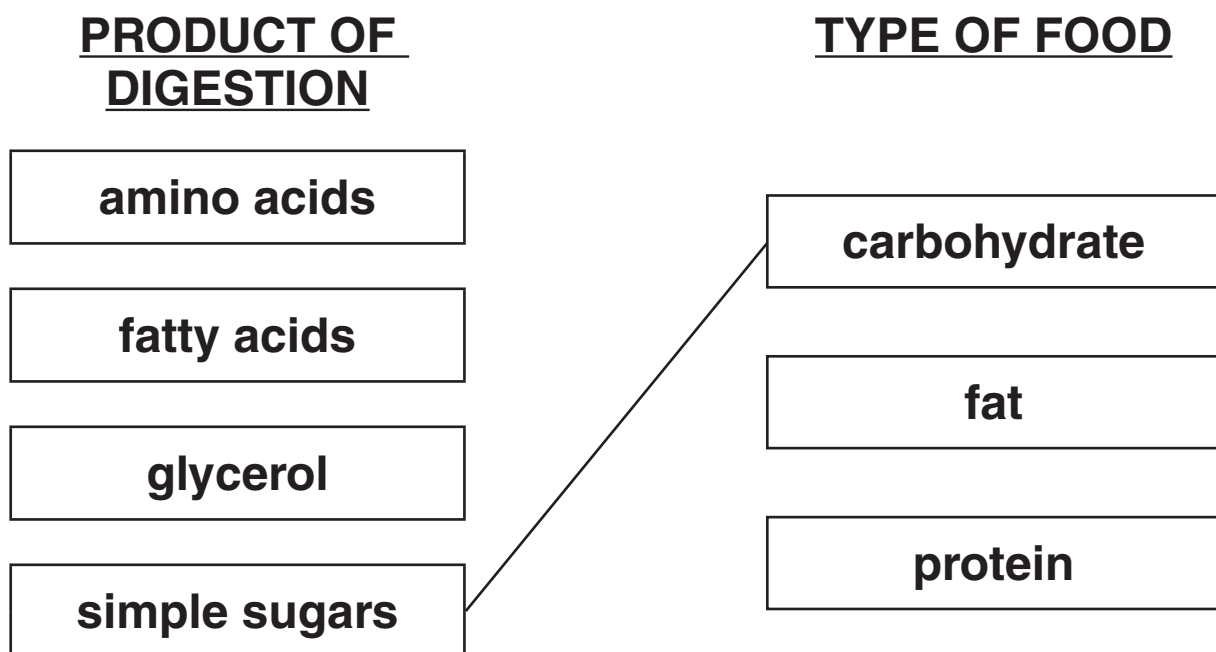 PRODUCT OF
DIGESTION
amino acids
fatty acids
glycerol
simple sugars
TYPE OF FOOD
carbohydrate
fat
protein